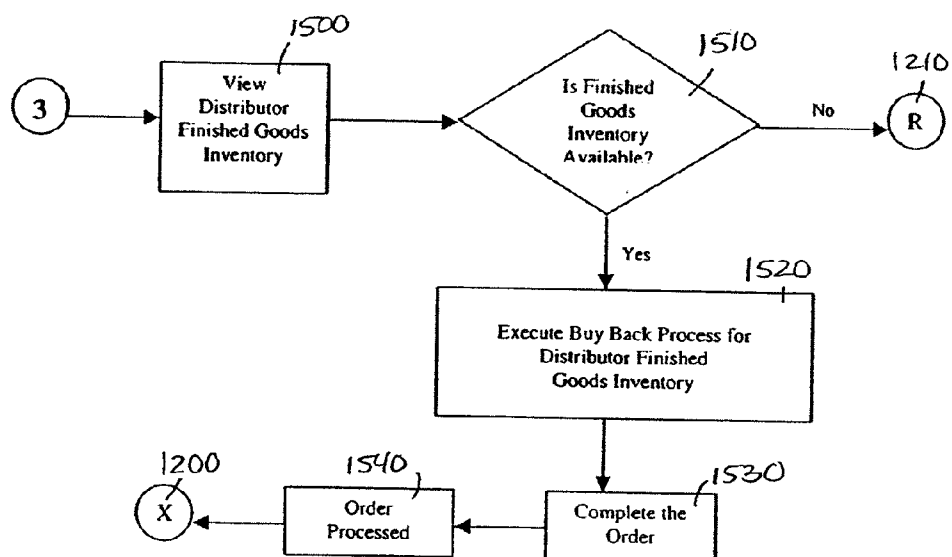 1500
3
View
Distributor
Finished Goods
Inventory
1510
Is Finished
Goods
Inventory
Available?
No
1210
R
Yes
1520
Execute Buy Back Process for
Distributor Finished
Goods Inventory
1200
X
1540
Order
Processed
1530
Complete the
Order